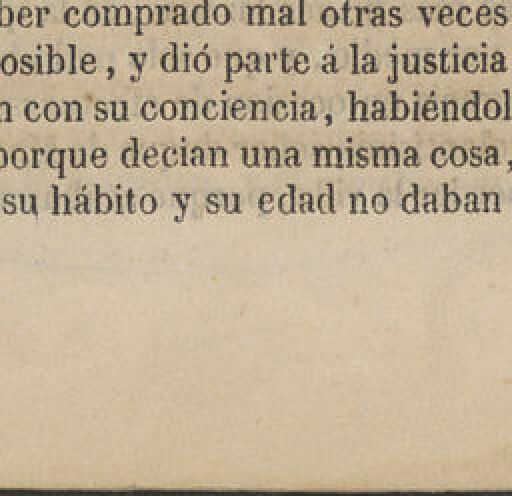 ber comprado mal otras veces
osible, y dió parte á la justicia
n con su conciencia, habiéndol
porque decian una misma cosa,
su hábito y su edad no daban